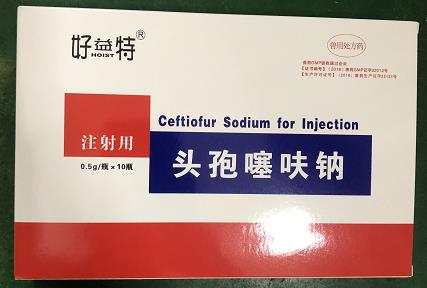 好益特®
HOIST
兽用处方药
兽药GMP验收通过企业
Ceftiofur Sodium for Injection
注射用
头孢噻呋钠
0.5g/瓶×10瓶